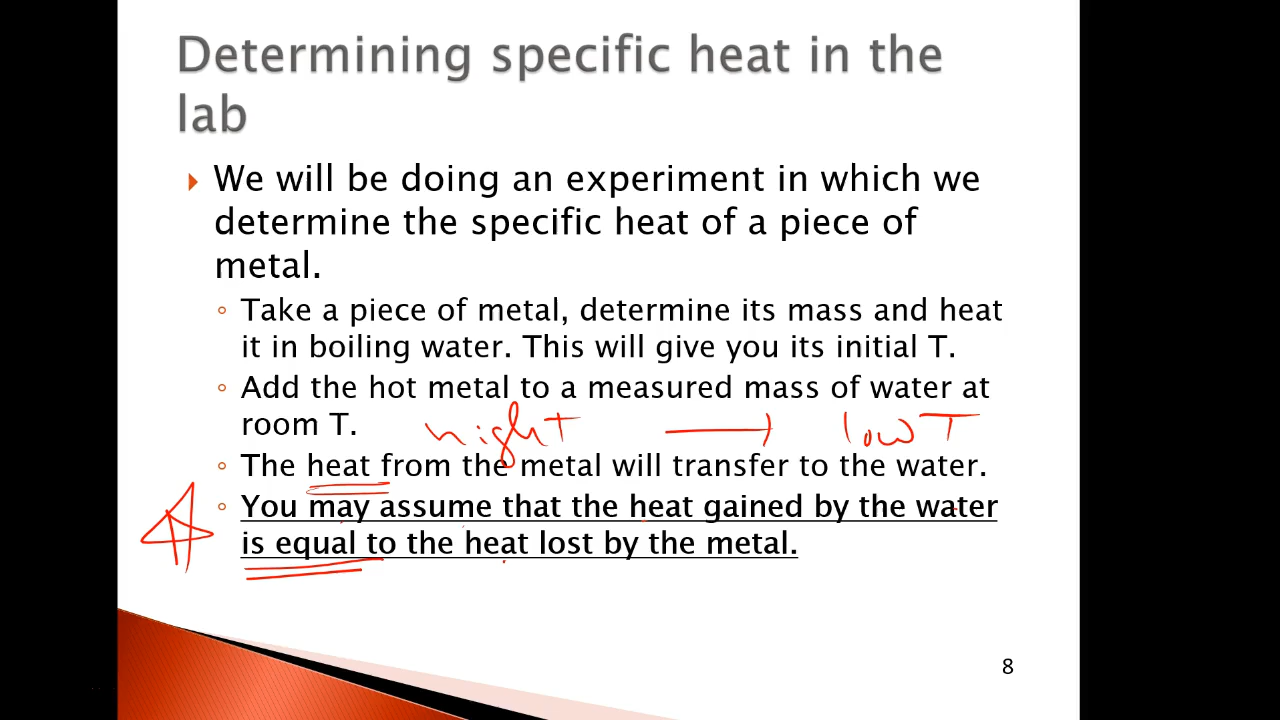 Determining specific heat in the
lab
We will be doing an experiment in which we
determine the specific heat of a piece of
metal.
Take a piece of metal, determine its mass and heat
it in boiling water. This will give you its initial T.
Add the hot metal to a measured mass of water at
room T.
high T low T
The heat from the metal will transfer to the water.
You may assume that the heat gained by the water
is equal to the heat lost by the metal.
8